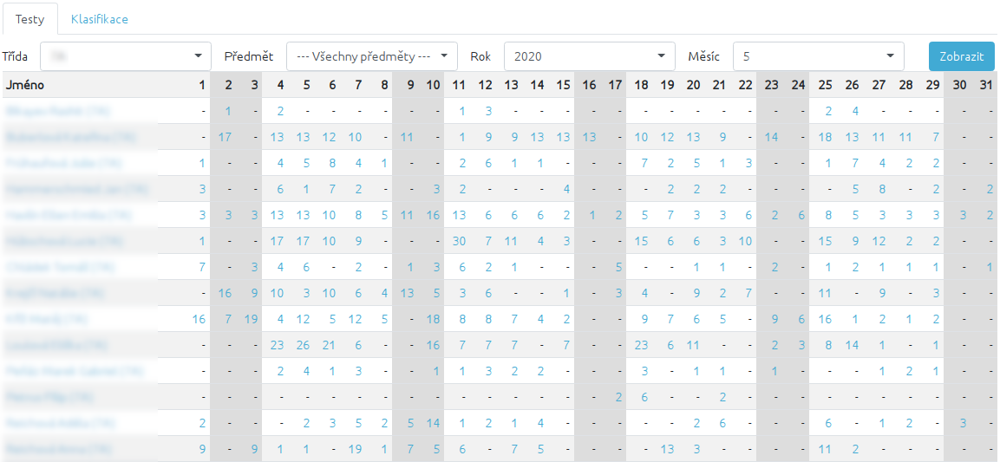 Testy Klasifikace
Třída Předmět --- Všechny předměty --- Rok 2020 Měsíc 5 Zobrazit
Jméno 1 2 3 4 5 6 7 8 9 10 11 12 13 14 15 16 17 18 19 20 21 22 23 24 25 26 27 28 29 30 31
- 1 - 2 - - - - - - 1 3 - - - - - - - - - - - - 2 4 - - - - -
- 17 - 13 13 12 10 - 11 - 1 9 9 13 13 13 - 10 12 13 9 - 14 - 18 13 11 11 7 - -
1 - - 4 5 8 4 1 - - 2 6 1 1 - - - 7 2 5 1 3 - - 1 7 4 2 2 - -
3 - - 6 1 7 2 - - 3 2 - - - 4 - - - 2 2 2 - - - - 5 8 - 2 - 2
3 3 3 13 13 10 8 5 11 16 13 6 6 6 2 1 2 5 7 3 3 6 2 6 8 5 3 3 3 3 2
1 - - 17 17 10 9 - - - 30 7 11 4 3 - - 15 6 6 3 10 - - 15 9 12 2 2 - -
7 - 3 4 6 - 2 - 1 3 6 2 1 - - - 5 - - 1 1 - 2 - 1 2 1 1 1 - 1
- 16 9 10 3 10 6 4 13 5 3 6 - - 1 - 3 4 - 9 2 7 - - 11 - 9 - 3 - -
16 7 19 4 12 5 12 5 - 18 8 8 7 4 2 - - 9 7 6 5 - 9 6 16 1 2 1 2 - -
- - - 23 26 21 6 - - 16 7 7 7 - 7 - - 23 6 11 - - 2 3 8 14 1 - 1 - -
- - - 2 4 1 3 - - 1 1 3 2 2 - - - 3 - 1 1 - 1 - - - 1 2 1 - -
- - - - - - - - - - - - - - - - 2 6 - - 2 - - - - - - - - - -
2 - - - 2 3 5 2 5 14 1 2 1 4 - - - - - 2 6 - - - 6 - 1 2 - 3 -
9 - 9 1 1 - 19 1 7 5 6 - 7 5 - - - - 13 3 - - - - 11 2 - - - - -